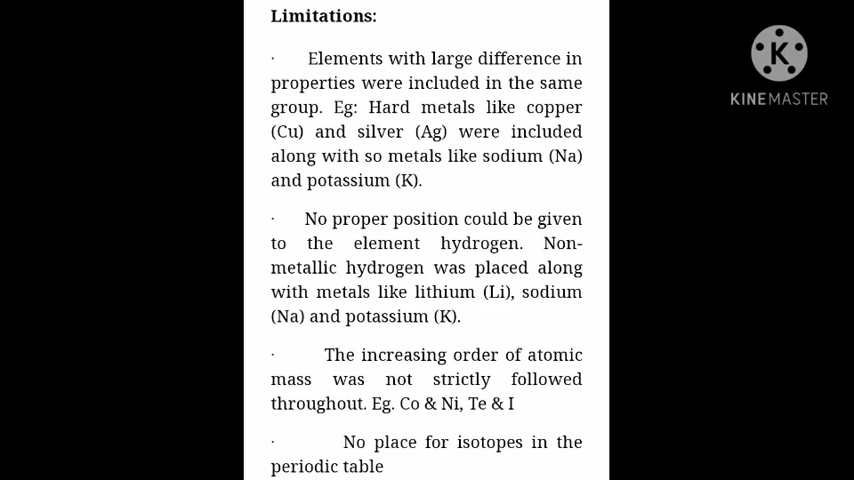 Limitations:
· Elements with large difference in
properties were included in the same
group. Eg: Hard metals like copper
(Cu) and silver (Ag) were included
along with so metals like sodium (Na)
and potassium (K).
· No proper position could be given
to the element hydrogen. Non-
metallic hydrogen was placed along
with metals like lithium (Li), sodium
(Na) and potassium (K).
· The increasing order of atomic
mass was not strictly followed
throughout. Eg. Co & Ni, Te & I
· No place for isotopes in the
periodic table
K
KINEMASTER